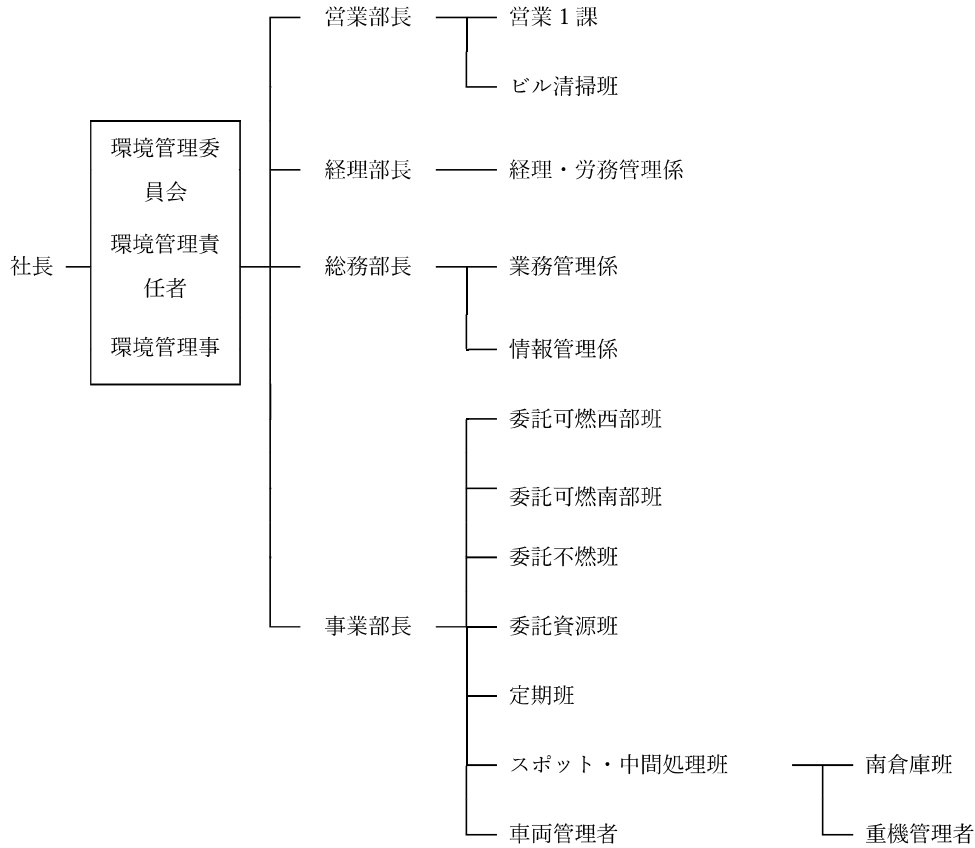 営業部長
営業1課
ビル清掃班
環境管理委
員会
経理部長
経理・労務管理係
環境管理責
任者
社長
総務部長
業務管理係
環境管理事
情報管理係
委託可燃西部班
委託可燃南部班
委託不燃班
事業部長
委託資源班
定期班
スポット・中間処理班
南倉庫班
車両管理者
重機管理者